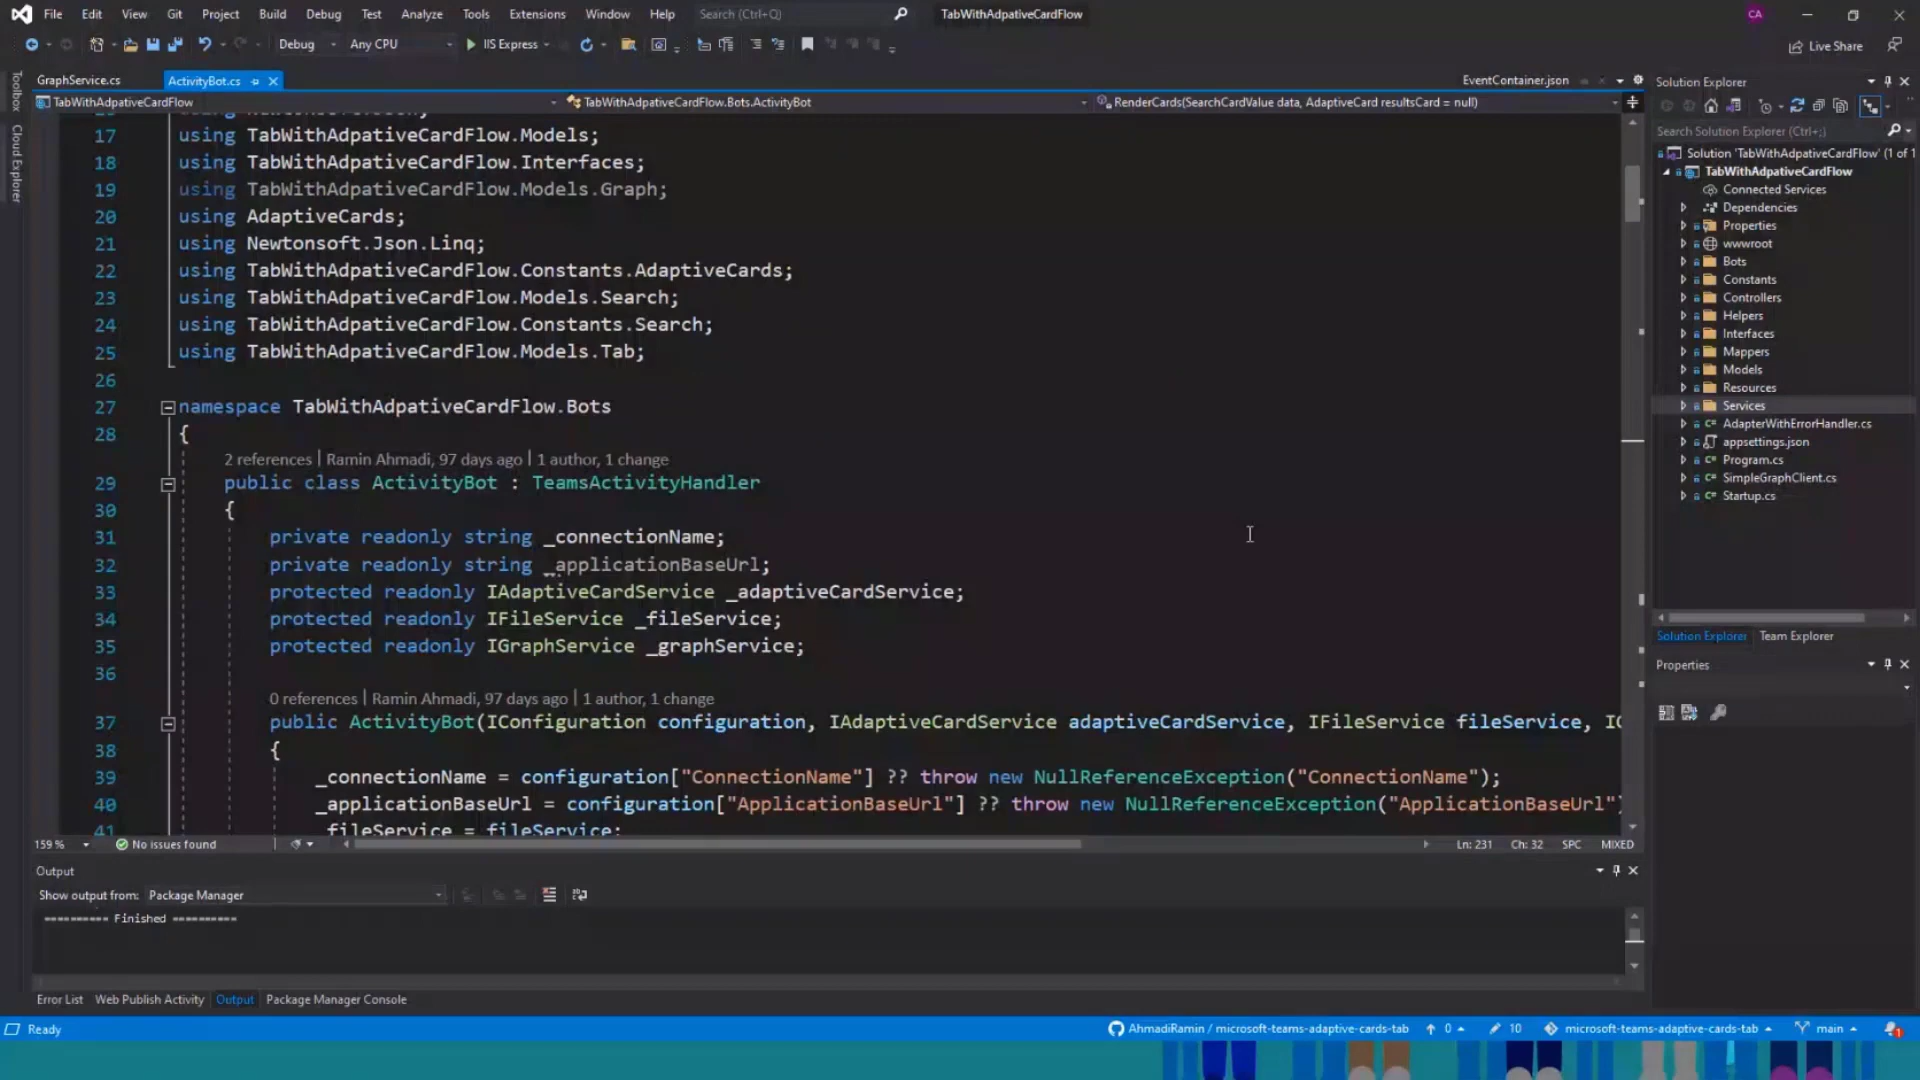 File Edit View Git Project Build Debug Test Analyze Tools Extensions Window Help Search (Ctrl+Q) TabWithAdpativeCardFlow CA
Debug Any CPU IIS Express Live Share
GraphService.cs ActivityBot.cs EventContainer.json
TabWithAdpativeCardFlow TabWithAdpativeCardFlow.Bots.ActivityBot RenderCards(SearchCardValue data, AdaptiveCard resultsCard = null)
Toolbox
Cloud Explorer
17 using TabWithAdpativeCardFlow.Models;
18 using TabWithAdpativeCardFlow.Interfaces;
19 using TabWithAdpativeCardFlow.Models.Graph;
20 using AdaptiveCards;
21 using Newtonsoft.Json.Linq;
22 using TabWithAdpativeCardFlow.Constants.AdaptiveCards;
23 using TabWithAdpativeCardFlow.Models.Search;
24 using TabWithAdpativeCardFlow.Constants.Search;
25 using TabWithAdpativeCardFlow.Models.Tab;
26
27 namespace TabWithAdpativeCardFlow.Bots
28 {
2 references | Ramin Ahmadi, 97 days ago | 1 author, 1 change
29 public class ActivityBot : TeamsActivityHandler
30 {
31 private readonly string _connectionName;
32 private readonly string _applicationBaseUrl;
33 protected readonly IAdaptiveCardService _adaptiveCardService;
34 protected readonly IFileService _fileService;
35 protected readonly IGraphService _graphService;
36
0 references | Ramin Ahmadi, 97 days ago | 1 author, 1 change
37 public ActivityBot(IConfiguration configuration, IAdaptiveCardService adaptiveCardService, IFileService fileService, IG
38 {
39 _connectionName = configuration["ConnectionName"] ?? throw new NullReferenceException("ConnectionName");
40 _applicationBaseUrl = configuration["ApplicationBaseUrl"] ?? throw new NullReferenceException("ApplicationBaseUrl")
41 _fileService = fileService;
159 % No issues found Ln: 231 Ch: 32 SPC MIXED
Output
Show output from: Package Manager
========== Finished ==========
Error List Web Publish Activity Output Package Manager Console
Solution Explorer
Search Solution Explorer (Ctrl+;)
Solution 'TabWithAdpativeCardFlow' (1 of 1
TabWithAdpativeCardFlow
Connected Services
Dependencies
Properties
wwwroot
Bots
Constants
Controllers
Helpers
Interfaces
Mappers
Models
Resources
Services
AdapterWithErrorHandler.cs
appsettings.json
Program.cs
SimpleGraphClient.cs
Startup.cs
Solution Explorer Team Explorer
Properties
Ready AhmadiRamin / microsoft-teams-adaptive-cards-tab 0 10 microsoft-teams-adaptive-cards-tab main 1